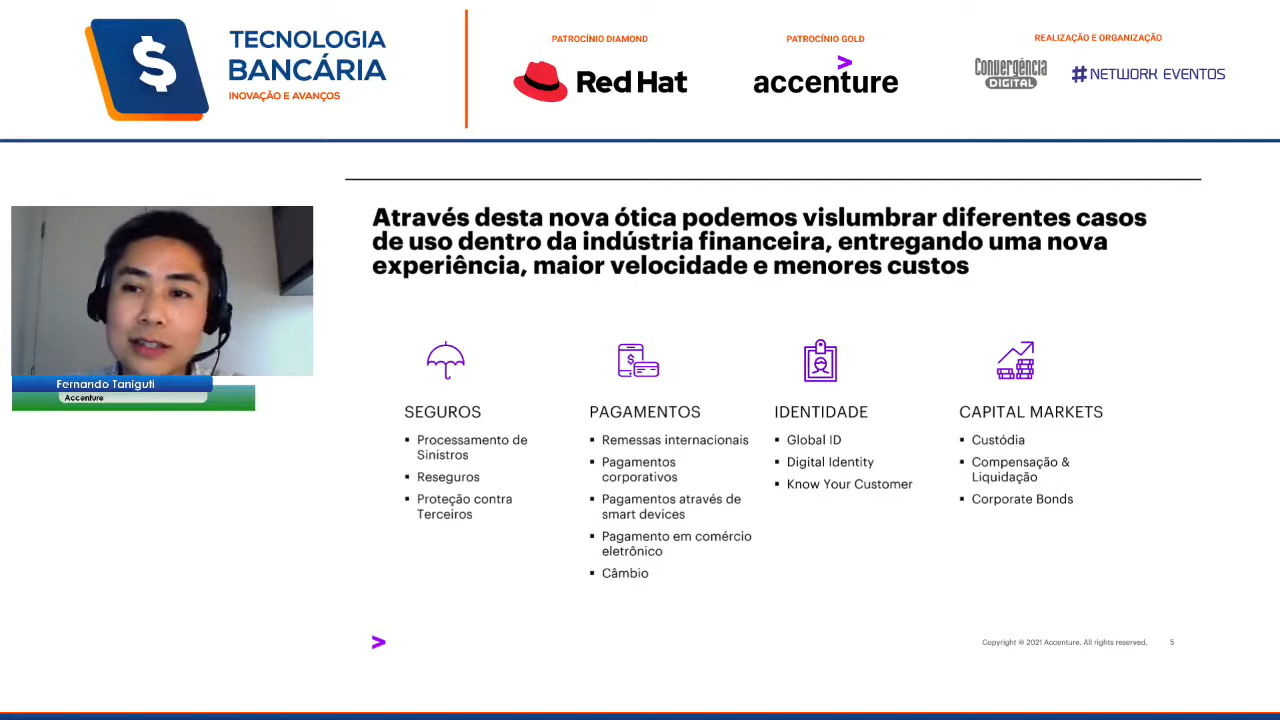 TECNOLOGIA
BANCÁRIA
INOVAÇÃO E AVANÇOS
PATROCÍNIO DIAMOND
Red Hat
PATROCÍNIO GOLD
accenture
REALIZAÇÃO E ORGANIZAÇÃO
Convergência
DIGITAL
#NETWORK EVENTOS
Através desta nova ótica podemos vislumbrar diferentes casos
de uso dentro da indústria financeira, entregando uma nova
experiência, maior velocidade e menores custos
Fernando Taniguti
Accenture
SEGUROS
▪ Processamento de
Sinistros
▪ Reseguros
▪ Proteção contra
Terceiros
PAGAMENTOS
▪ Remessas internacionais
▪ Pagamentos
corporativos
▪ Pagamentos através de
smart devices
▪ Pagamento em comércio
eletrônico
▪ Câmbio
IDENTIDADE
▪ Global ID
▪ Digital Identity
▪ Know Your Customer
CAPITAL MARKETS
▪ Custódia
▪ Compensação &
Liquidação
▪ Corporate Bonds
Copyright © 2021 Accenture. All rights reserved. 5